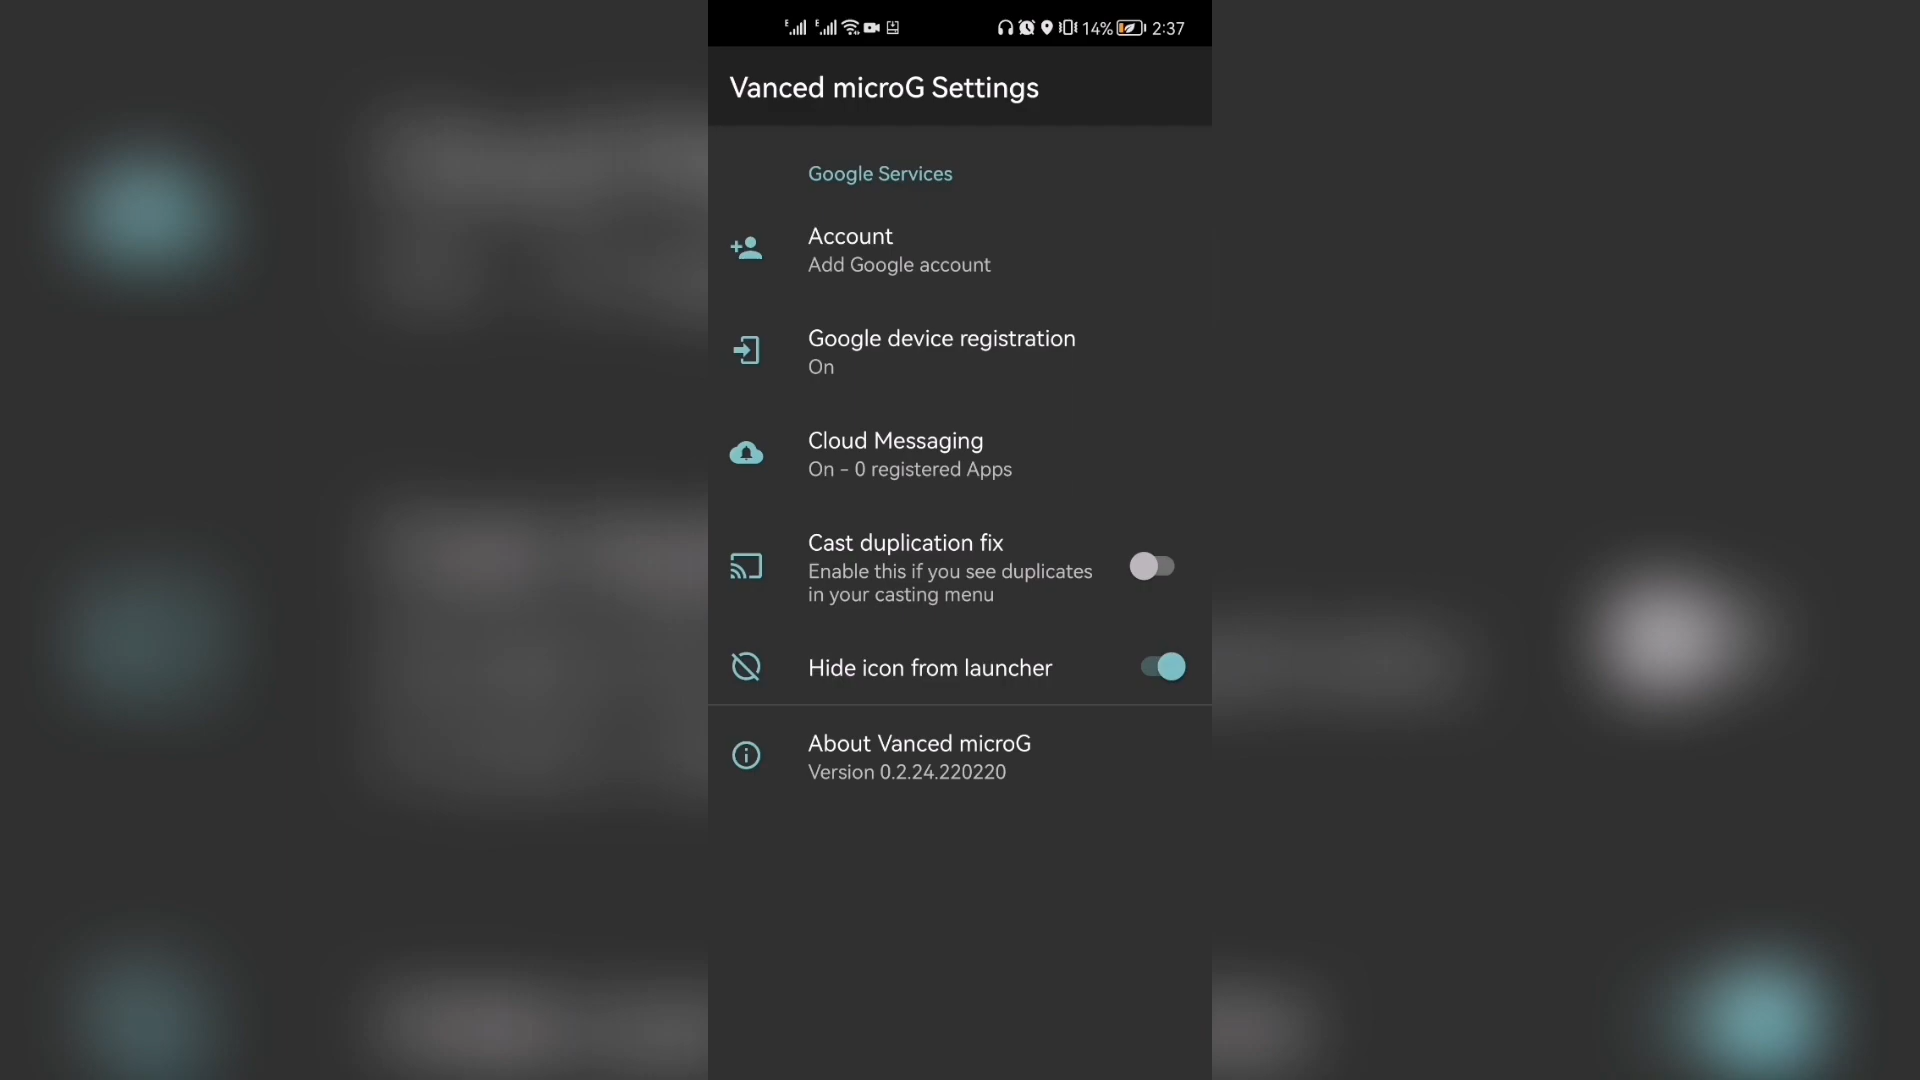 E E 14% 2:37
Vanced microG Settings
Google Services
Account
Add Google account
Google device registration
On
Cloud Messaging
On - 0 registered Apps
Cast duplication fix
Enable this if you see duplicates
in your casting menu
Hide icon from launcher
About Vanced microG
Version 0.2.24.220220